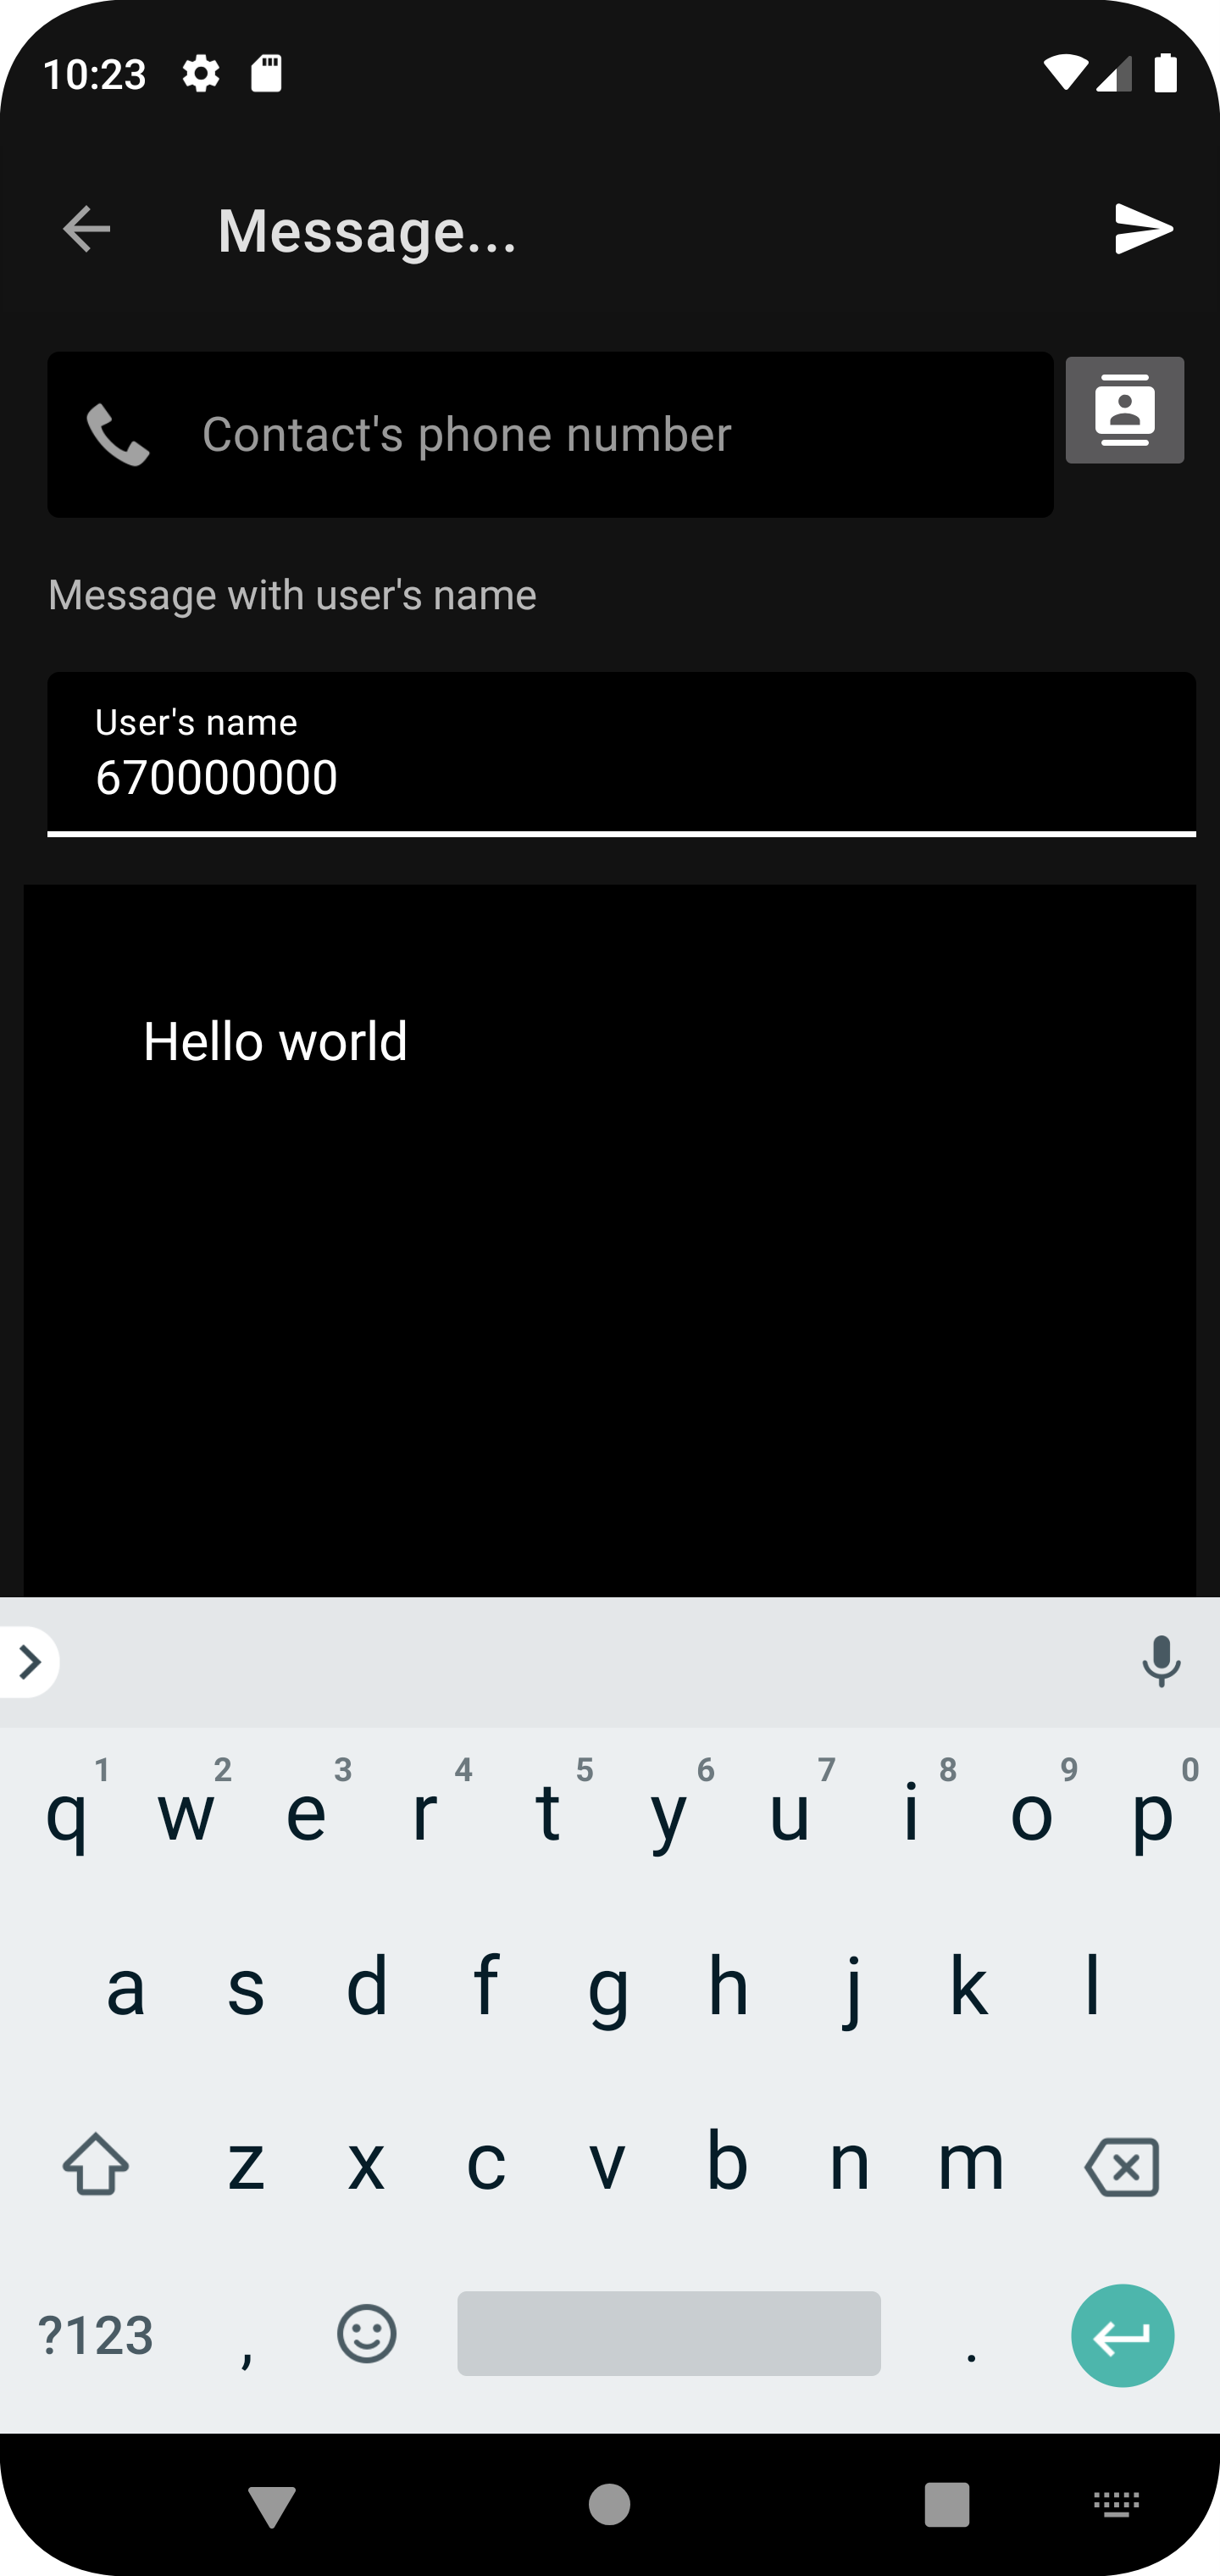 10:23
Message...
Contact's phone number
Message with user's name
User's name
670000000
Hello world
1 2 3 4 5 6 7 8 9 0
q w e r t y u i o p
a s d f g h j k l
z x c v b n m
?123 , .